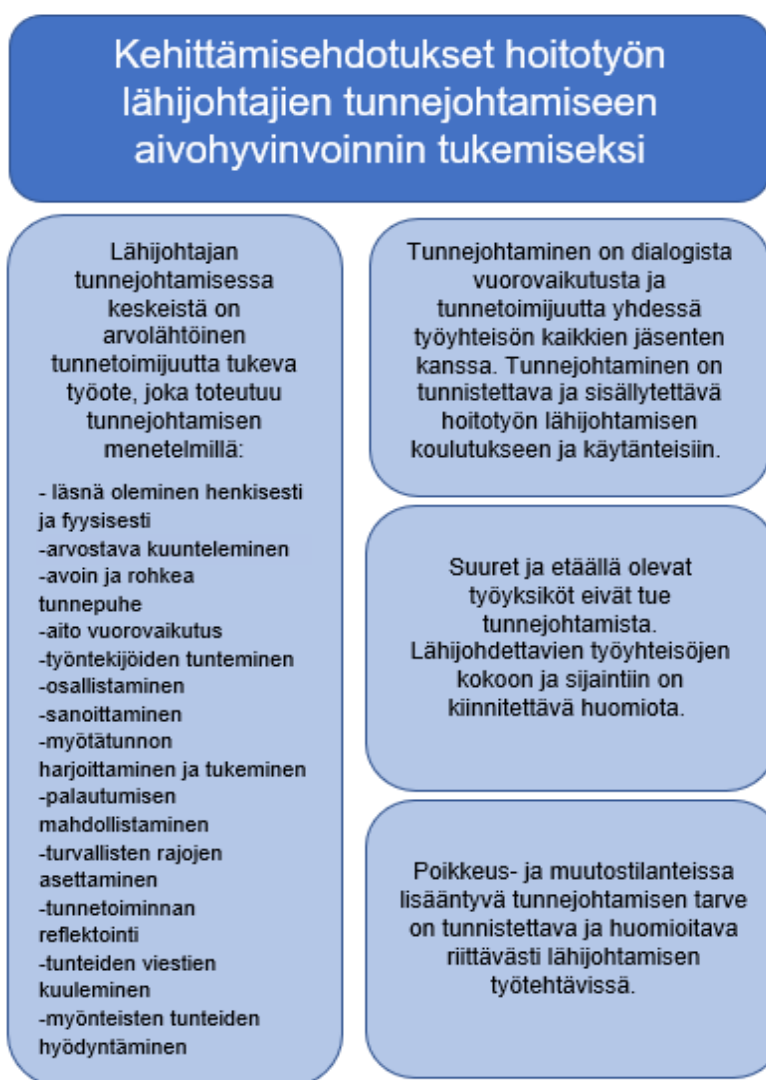 Kehittämisehdotukset hoitotyön
lähijohtajien tunnejohtamiseen
aivohyvinvoinnin tukemiseksi
Lähijohtajan
tunnejohtamisessa
keskeistä on
arvolähtöinen
tunnetoimijuutta tukeva
työote, joka toteutuu
tunnejohtamisen
menetelmillä:
- läsnä oleminen henkisesti
ja fyysisesti
-arvostava kuunteleminen
-avoin ja rohkea
tunnepuhe
-aito vuorovaikutus
-työntekijöiden tunteminen
-osallistaminen
-sanoittaminen
-myötätunnon
harjoittaminen ja tukeminen
-palautumisen
mahdollistaminen
-turvallisten rajojen
asettaminen
-tunnetoiminnan
reflektointi
-tunteiden viestien
kuuleminen
-myönteisten tunteiden
hyödyntäminen
Tunnejohtaminen on dialogista
vuorovaikutusta ja
tunnetoimijuutta yhdessä
työyhteisön kaikkien jäsenten
kanssa. Tunnejohtaminen on
tunnistettava ja sisällytettävä
hoitotyön lähijohtamisen
koulutukseen ja käytänteisiin.
Suuret ja etäällä olevat
työyksiköt eivät tue
tunnejohtamista.
Lähijohdettavien työyhteisöjen
kokoon ja sijaintiin on
kiinnitettävä huomiota.
Poikkeus- ja muutostilanteissa
lisääntyvä tunnejohtamisen tarve
on tunnistettava ja huomioitava
riittävästi lähijohtamisen
työtehtävissä.